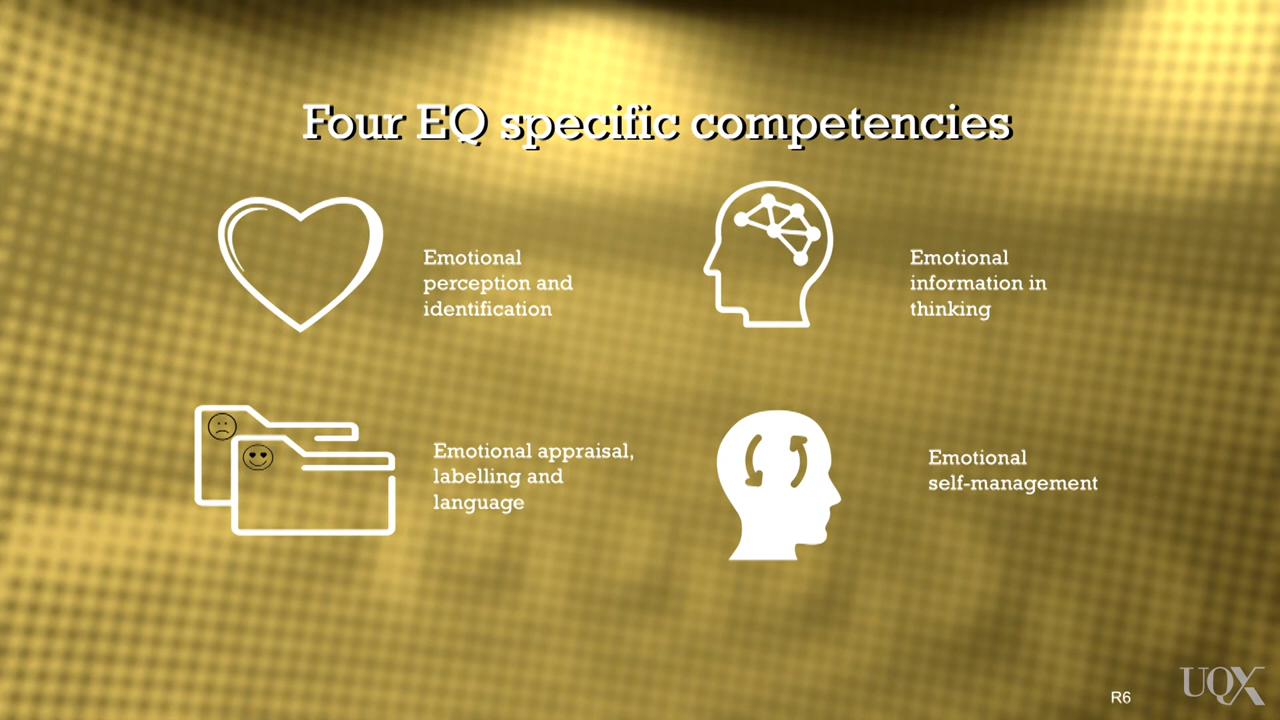 Four EQ specific competencies
Emotional
perception and
identification
Emotional
information in
thinking
Emotional appraisal,
labelling and
language
Emotional
self-management
R6
UQX